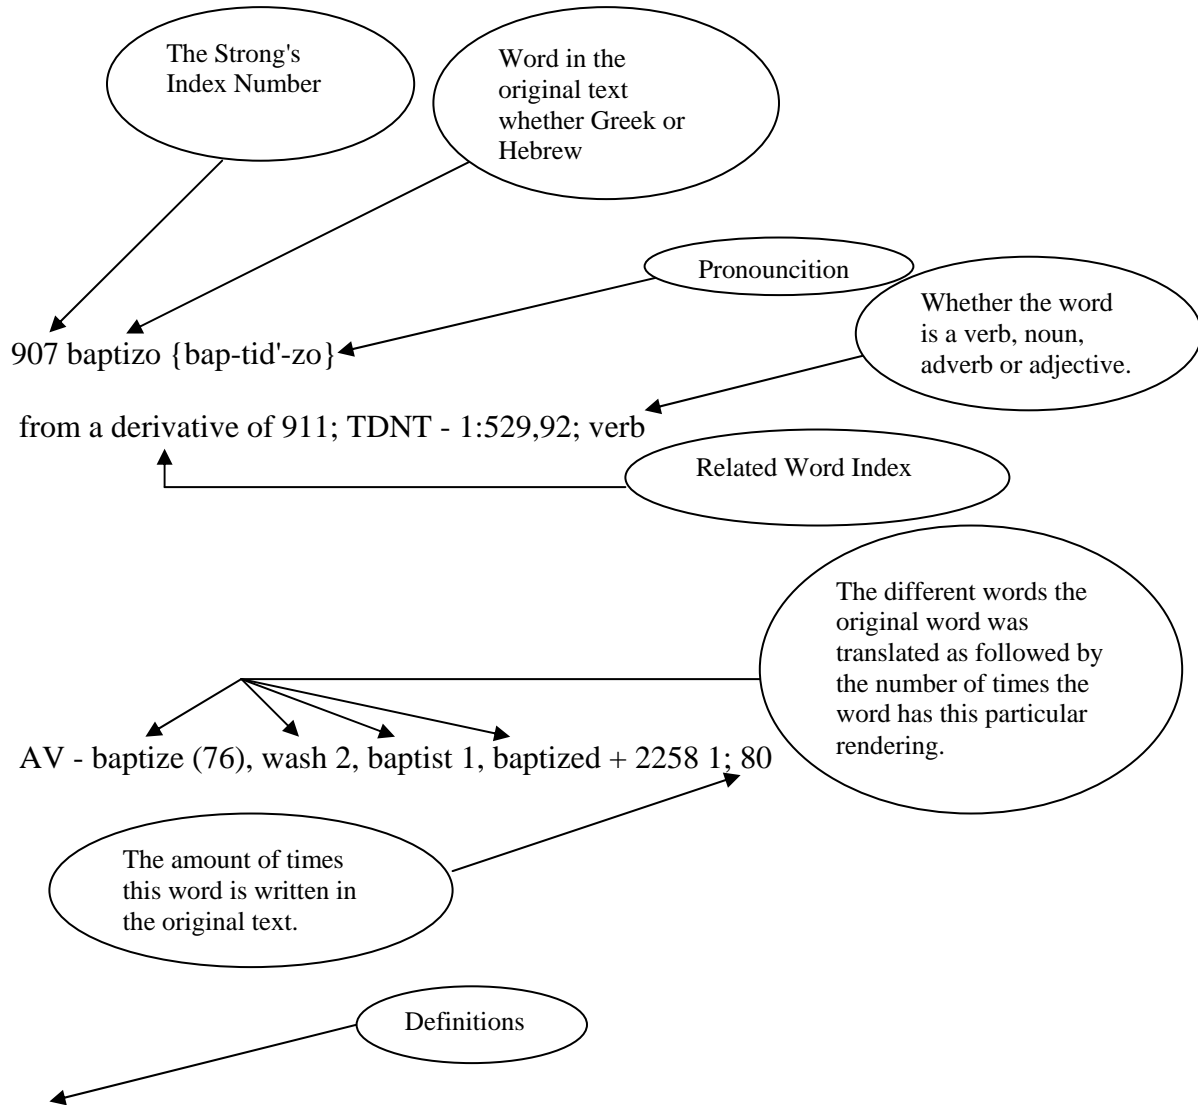 The Strong's
Index Number
Word in the
original text
whether Greek or
Hebrew
Pronouncition
Whether the word
is a verb, noun,
adverb or adjective.
907 baptizo {bap-tid'-zo}
from a derivative of 911; TDNT - 1:529,92; verb
Related Word Index
The different words the
original word was
translated as followed by
the number of times the
word has this particular
rendering.
AV - baptize (76), wash 2, baptist 1, baptized + 2258 1; 80
The amount of times
this word is written in
the original text.
Definitions